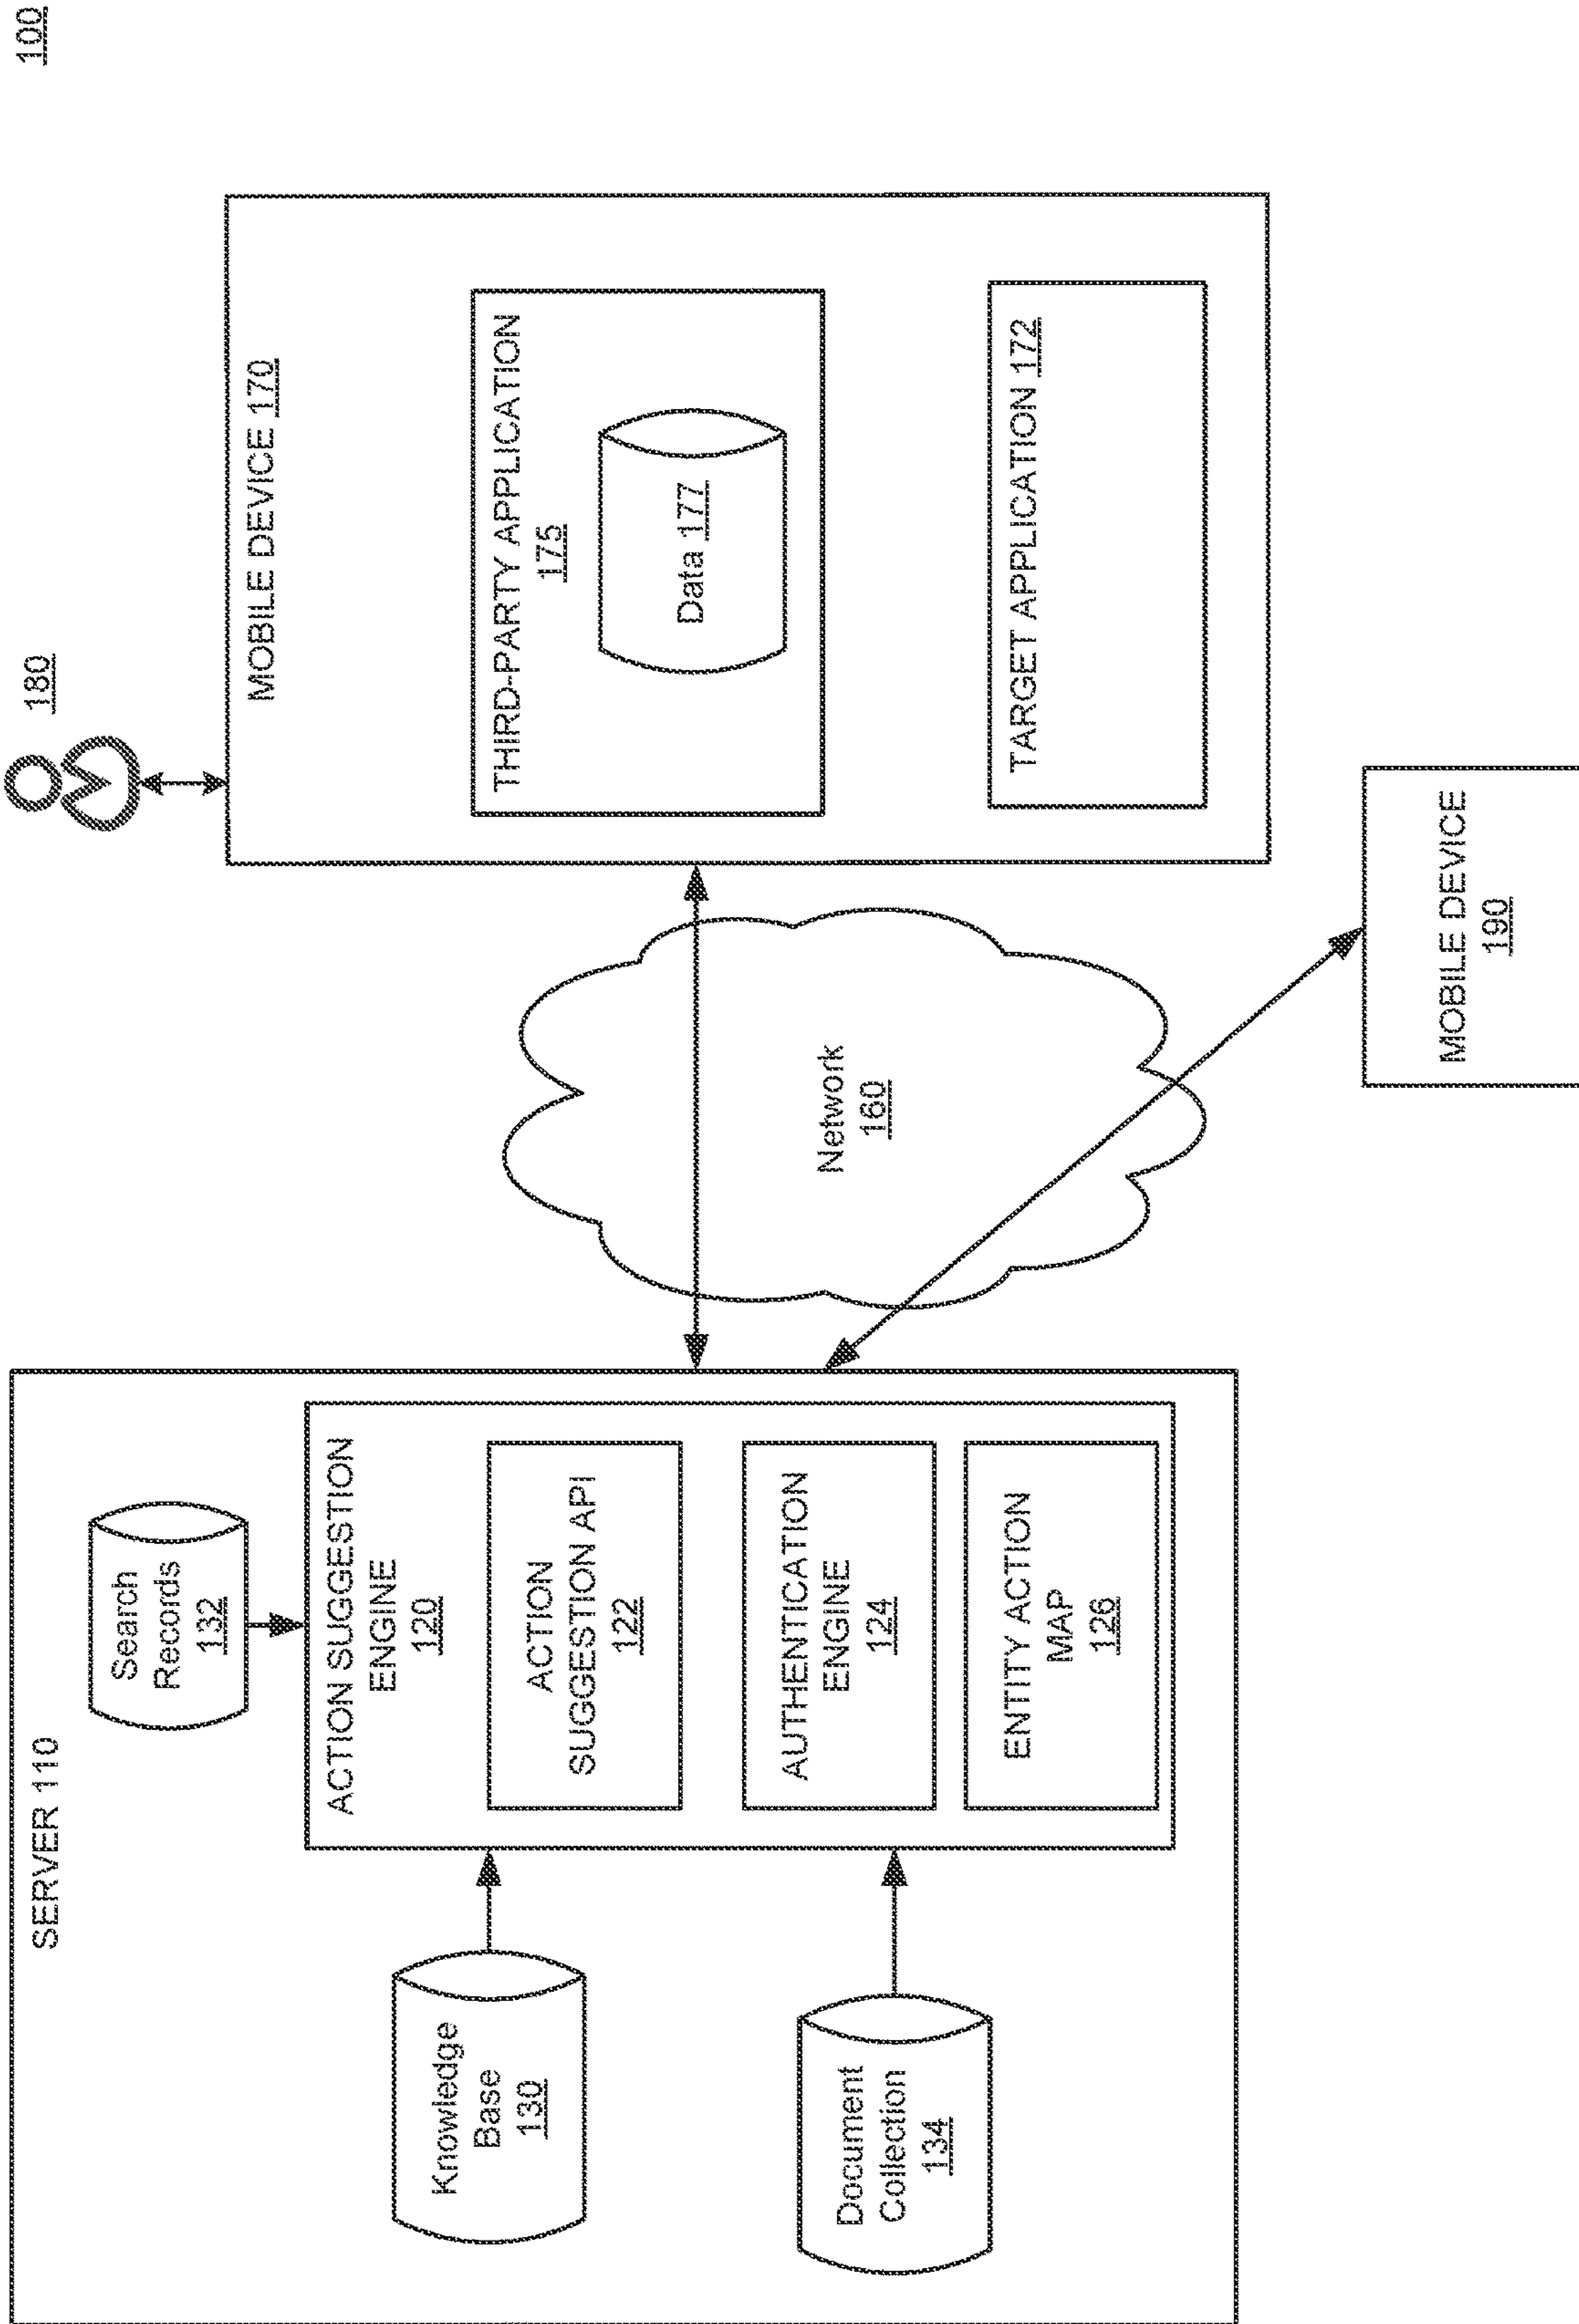 100
SERVER 110
Search
Records
132
Knowledge
Base
130
Document
Collection
134
ACTION SUGGESTION
ENGINE
120
ACTION
SUGGESTION API
122
AUTHENTICATION
ENGINE
124
ENTITY ACTION
MAP
126
Network
160
180
MOBILE DEVICE 170
THIRD-PARTY APPLICATION
175
Data 177
TARGET APPLICATION 172
MOBILE DEVICE
190